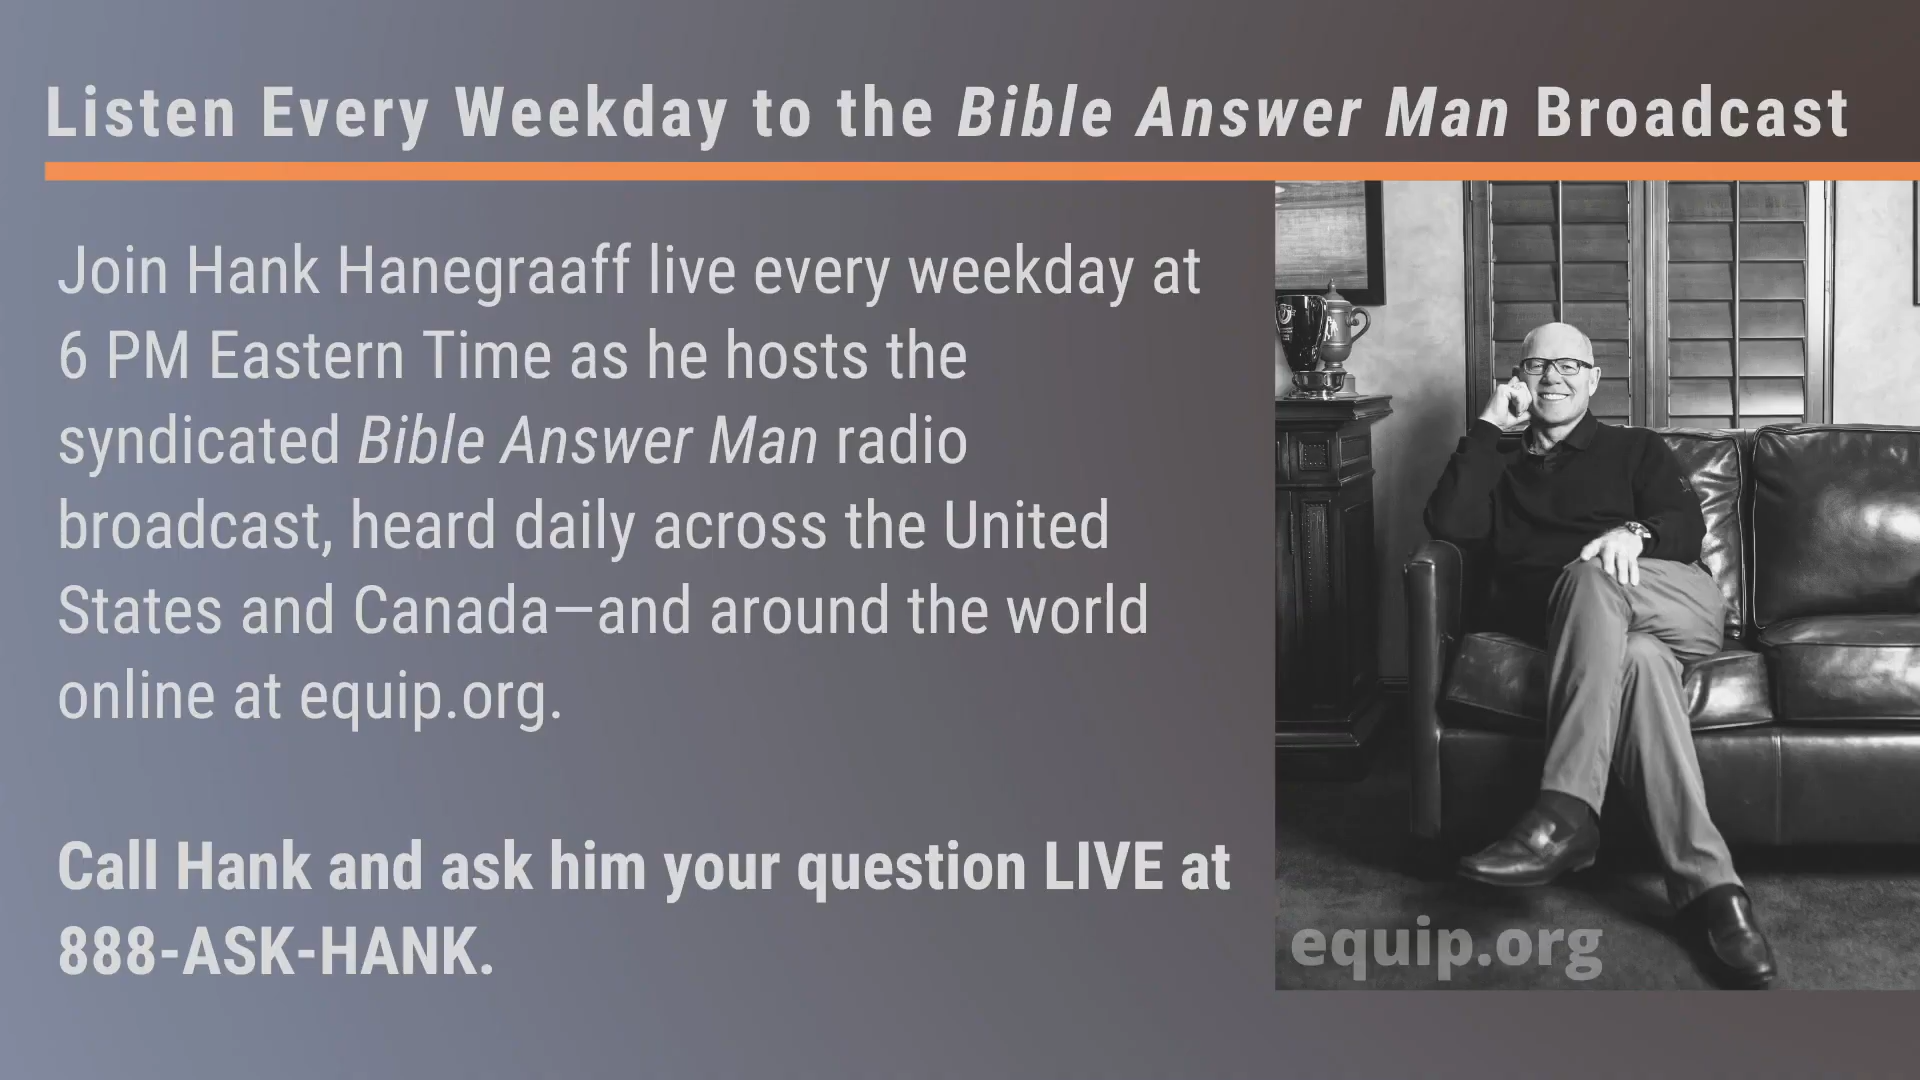 Listen Every Weekday to the Bible Answer Man Broadcast
Join Hank Hanegraaff live every weekday at
6 PM Eastern Time as he hosts the
syndicated Bible Answer Man radio
broadcast, heard daily across the United
States and Canada—and around the world
online at equip.org.
Call Hank and ask him your question LIVE at
888-ASK-HANK.
equip.org